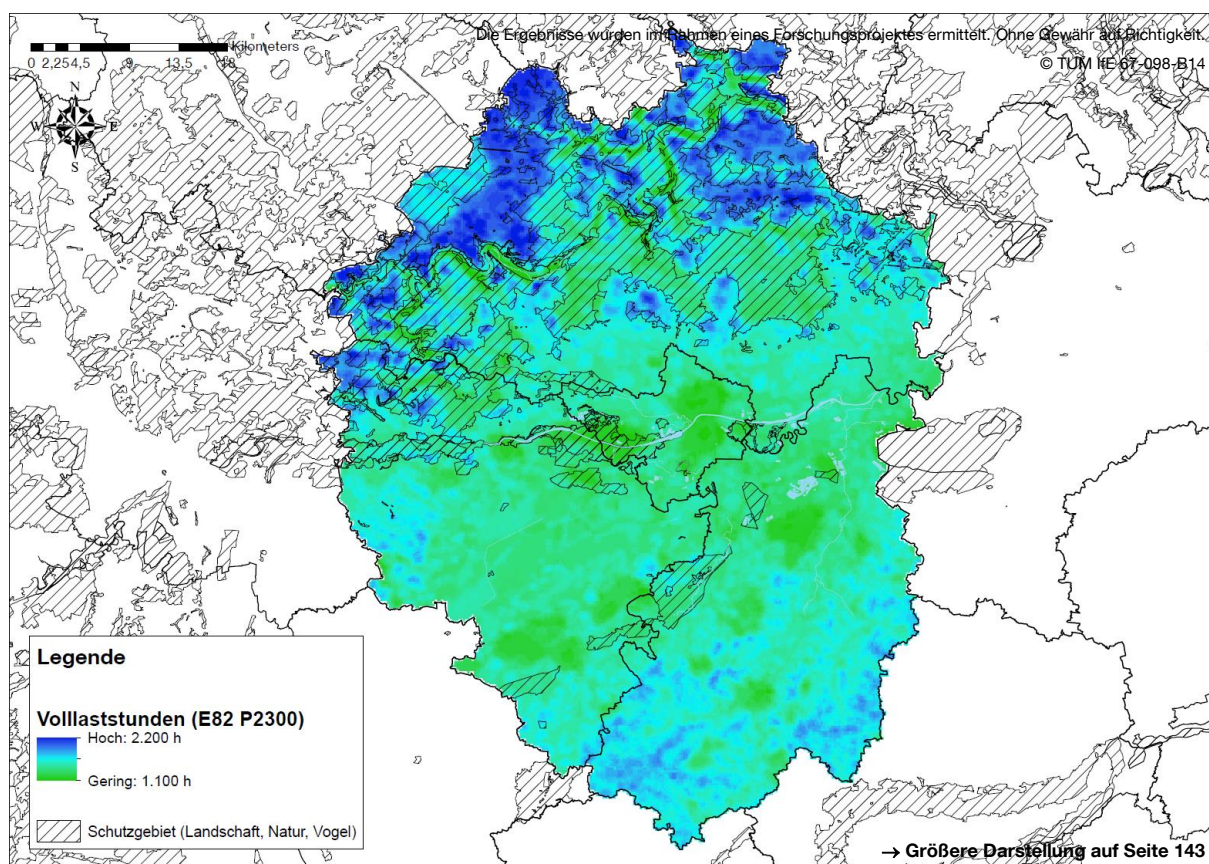 Die Ergebnisse wurden im Rahmen eines Forschungsprojektes ermittelt. Ohne Gewähr auf Richtigkeit.
© TUM IfE 67-098-B14
Kilometers
0 2,25 4,5 9 13,5 18
N
W E
S
Legende
Volllaststunden (E82 P2300)
Hoch: 2.200 h
Gering: 1.100 h
Schutzgebiet (Landschaft, Natur, Vogel)
→ Größere Darstellung auf Seite 143